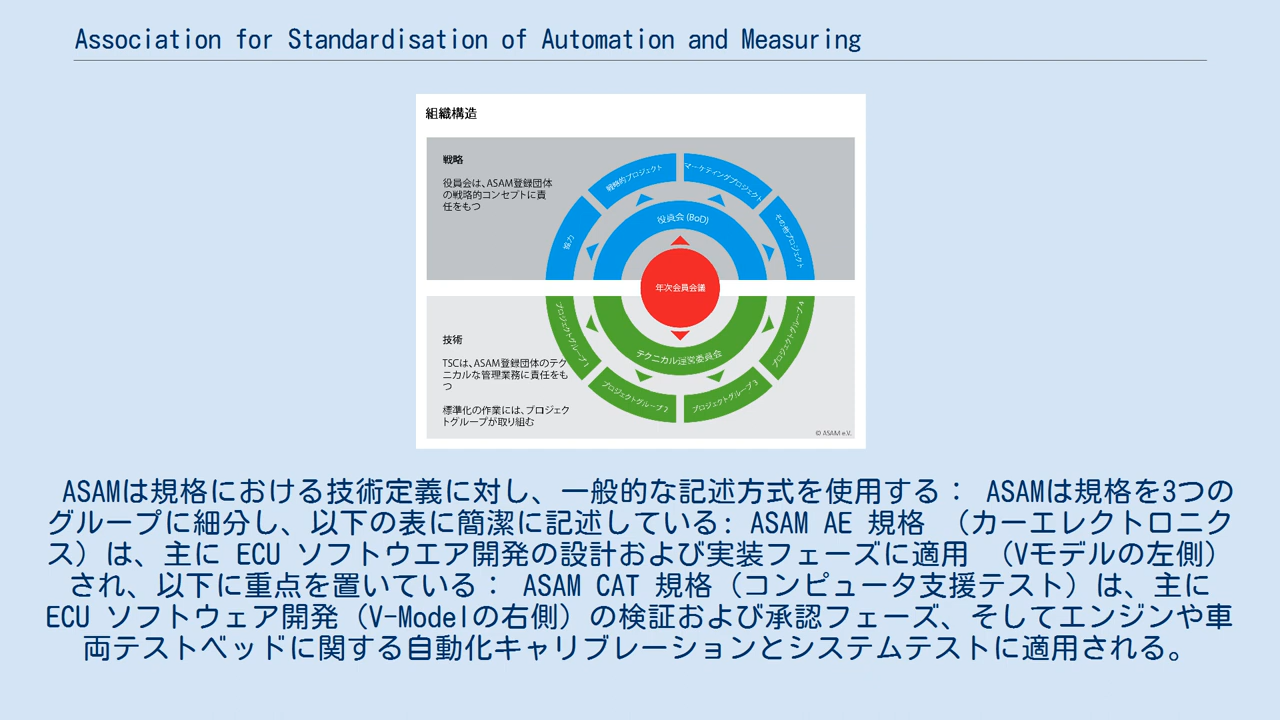 Association for Standardisation of Automation and Measuring
組織構造
戦略
役員会は、ASAM登録団体
の戦略的コンセプトに責
任をもつ
協力
戦略的プロジェクト
マーケティングプロジェクト
その他プロジェクト
役員会 (BoD)
年次会員会議
テクニカル運営委員会
プロジェクトグループ 1
プロジェクトグループ 2
プロジェクトグループ 3
プロジェクトグループ 4
技術
TSCは、ASAM登録団体のテク
ニカルな管理業務に責任をも
つ
標準化の作業には、プロジェク
トグループが取り組む
© ASAM e.V.
ASAMは規格における技術定義に対し、一般的な記述方式を使用する： ASAMは規格を3つの
グループに細分し、以下の表に簡潔に記述している: ASAM AE 規格 （カーエレクトロニク
ス）は、主に ECU ソフトウエア開発の設計および実装フェーズに適用 （Vモデルの左側）
され、以下に重点を置いている： ASAM CAT 規格（コンピュータ支援テスト）は、主に
ECU ソフトウェア開発（V-Modelの右側）の検証および承認フェーズ、そしてエンジンや車
両テストベッドに関する自動化キャリブレーションとシステムテストに適用される。